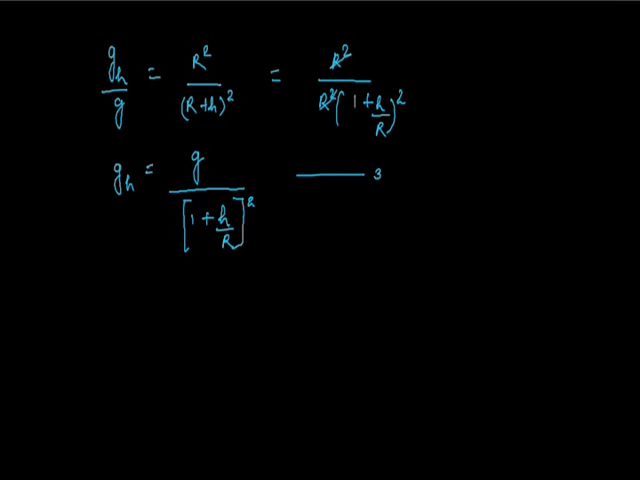 g_h/g = R²/(R+h)² = R²/R²(1+h/R)²
g_h = g/[1+h/R]² ——— 3